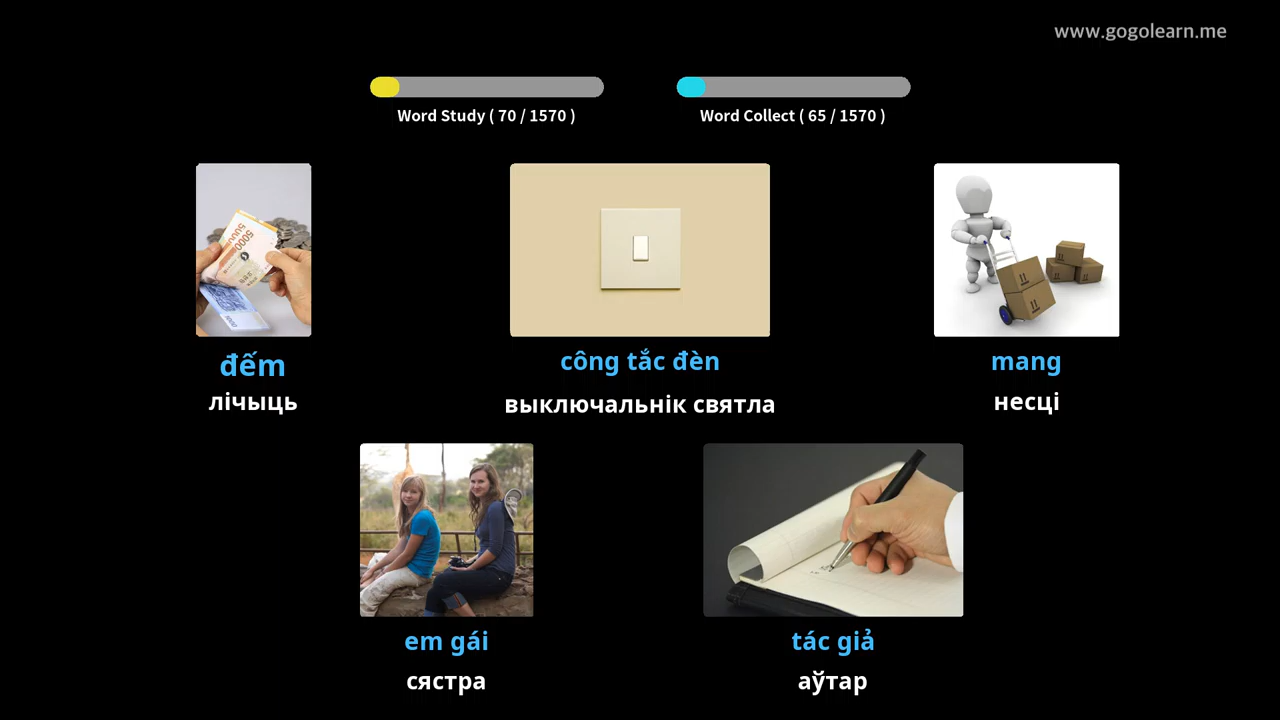 www.gogolearn.me
Word Study ( 70 / 1570 )
Word Collect ( 65 / 1570 )
đếm
công tắc đèn
mang
лічыць
выключальнік святла
несці
em gái
tác giả
сястра
аўтар